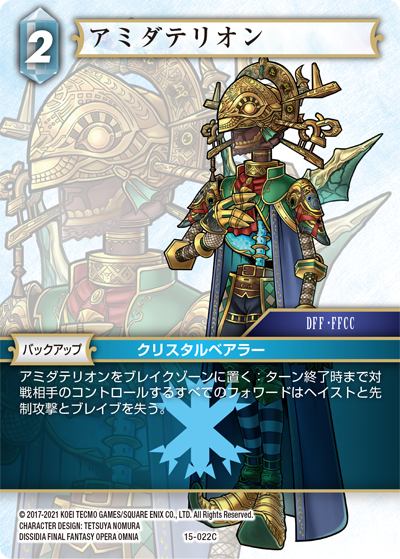 2
アミダテリオン
DFF・FFCC
バックアップ
クリスタルベアラー
アミダテリオンをブレイクゾーンに置く：ターン終了時まで対
戦相手のコントロールするすべてのフォワードはヘイストと先
制攻撃とブレイブを失う。
© 2017-2021 KOEI TECMO GAMES/SQUARE ENIX CO., LTD. All Rights Reserved.
CHARACTER DESIGN: TETSUYA NOMURA
DISSIDIA FINAL FANTASY OPERA OMNIA
15-022C